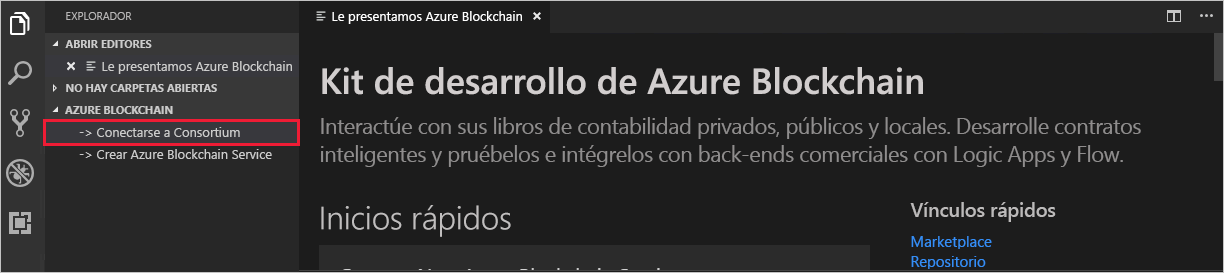 EXPLORADOR
ABRIR EDITORES
Le presentamos Azure Blockchain
NO HAY CARPETAS ABIERTAS
AZURE BLOCKCHAIN
-> Conectarse a Consortium
-> Crear Azure Blockchain Service
Le presentamos Azure Blockchain
Kit de desarrollo de Azure Blockchain
Interactúe con sus libros de contabilidad privados, públicos y locales. Desarrolle contratos
inteligentes y pruébelos e intégrelos con back-ends comerciales con Logic Apps y Flow.
Inicios rápidos
Vínculos rápidos
Marketplace
Repositorio